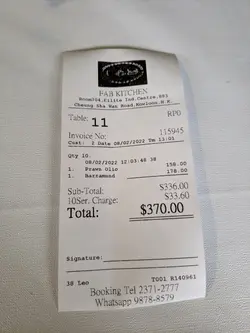 FAB KITCHEN
Room204,Elite Ind.Centre,883
Cheung Sha Wan Road,Kowloon,H.K.
Table: 11 RP0
Invoice No: 115945
Cust: 2 Date 08/02/2022 Tm 12:01
Qty ID.
08/02/2022 12:03:48 38
1. Prawn Olio 158.00
1. Barramund 178.00
Sub-Total: $336.00
10Ser. Charge: $33.60
Total: $370.00
Signature:
38 Leo T001 R140961
Booking Tel 2371-2777
Whatsapp 9878-8579